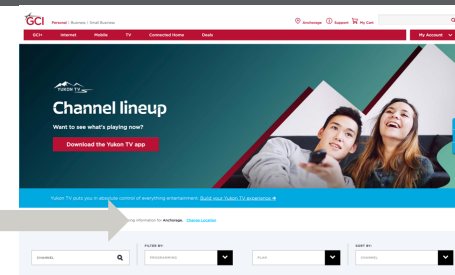 GCI Personal | Business | Small Business Anchorage Support My Cart
GCI+ Internet Mobile TV Connected Home Deals My Account
YUKON TV
Channel lineup
Want to see what's playing now?
Download the Yukon TV app
Yukon TV puts you in absolute control of everything entertainment. Build your Yukon TV experience
information for Anchorage. Change Location
FILTER BY: SORT BY:
CHANNEL PROGRAMMING PLAN CHANNEL